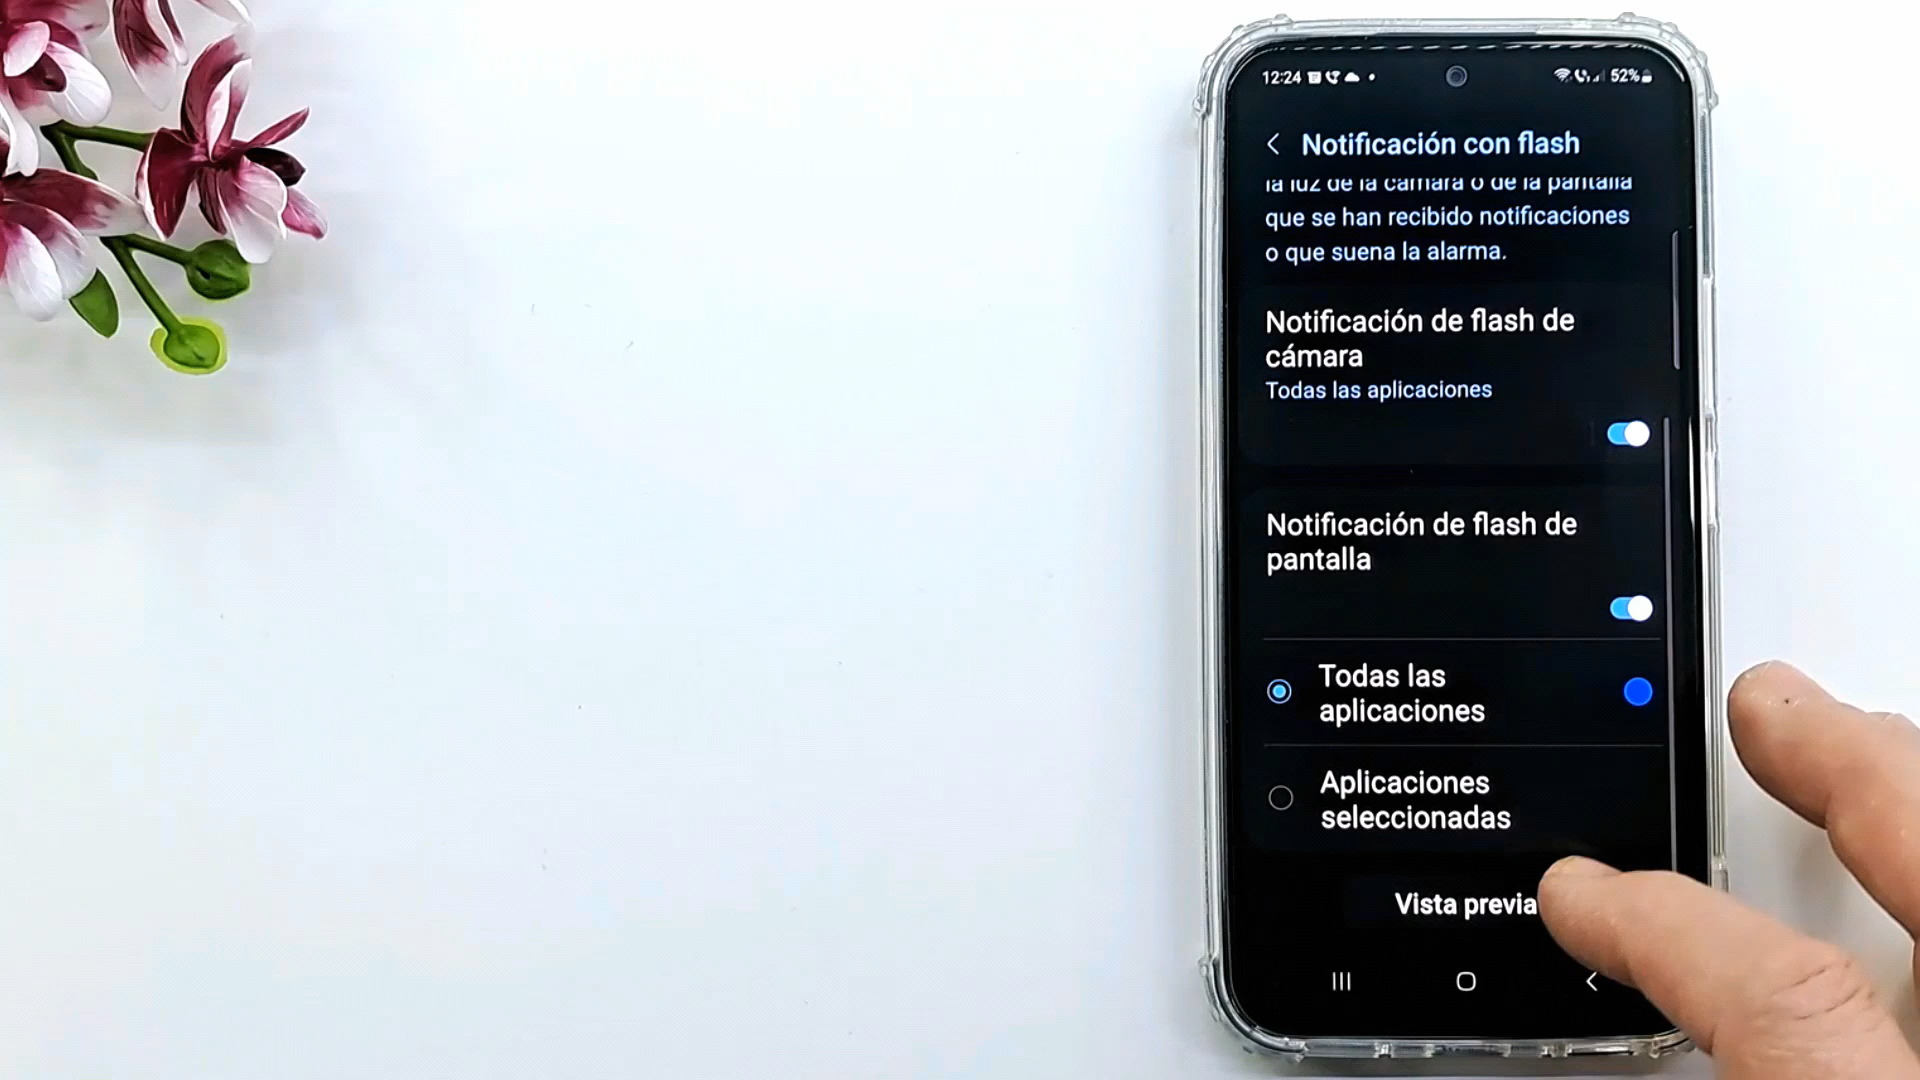 12:24 52%
Notificación con flash
la luz de la cámara o de la pantalla
que se han recibido notificaciones
o que suena la alarma.
Notificación de flash de
cámara
Todas las aplicaciones
Notificación de flash de
pantalla
Todas las
aplicaciones
Aplicaciones
seleccionadas
Vista previa